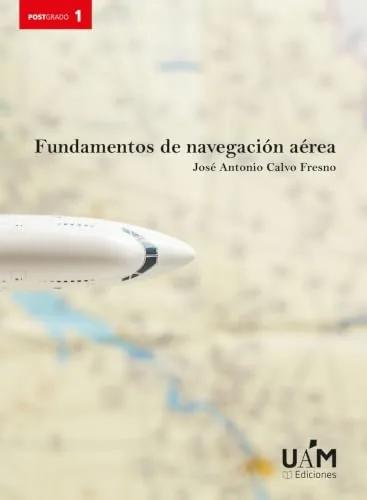 POSTGRADO 1
Fundamentos de navegación aérea
José Antonio Calvo Fresno
UAM
Ediciones